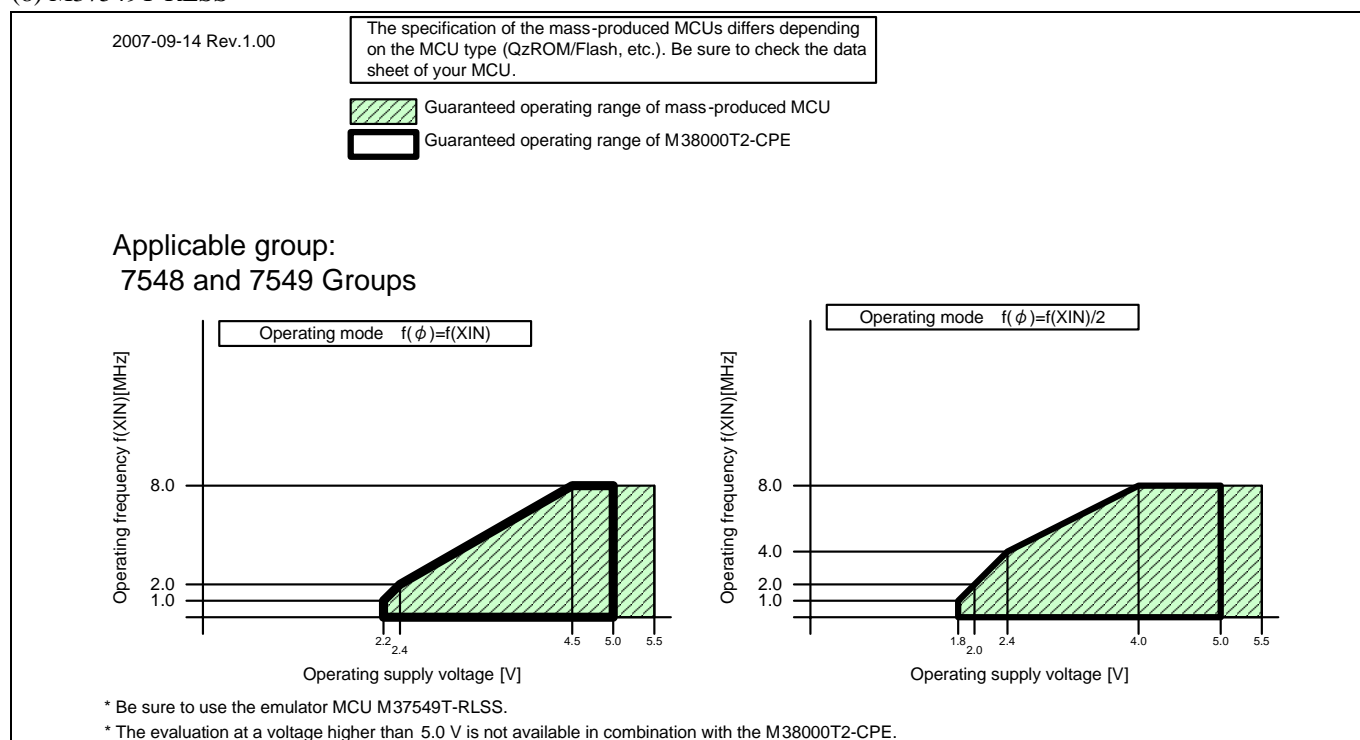 2007-09-14 Rev.1.00
The specification of the mass-produced MCUs differs depending
on the MCU type (QzROM/Flash, etc.). Be sure to check the data
sheet of your MCU.
Guaranteed operating range of mass-produced MCU
Guaranteed operating range of M38000T2-CPE
Applicable group:
7548 and 7549 Groups
Operating mode f(φ)=f(XIN)
Operating frequency f(XIN)[MHz]
8.0
2.0
1.0
2.2
2.4
4.5
5.0
5.5
Operating supply voltage [V]
Operating mode f(φ)=f(XIN)/2
Operating frequency f(XIN)[MHz]
8.0
4.0
2.0
1.0
1.8
2.0
2.4
4.0
5.0
5.5
Operating supply voltage [V]
* Be sure to use the emulator MCU M37549T-RLSS.
* The evaluation at a voltage higher than 5.0 V is not available in combination with the M38000T2-CPE.